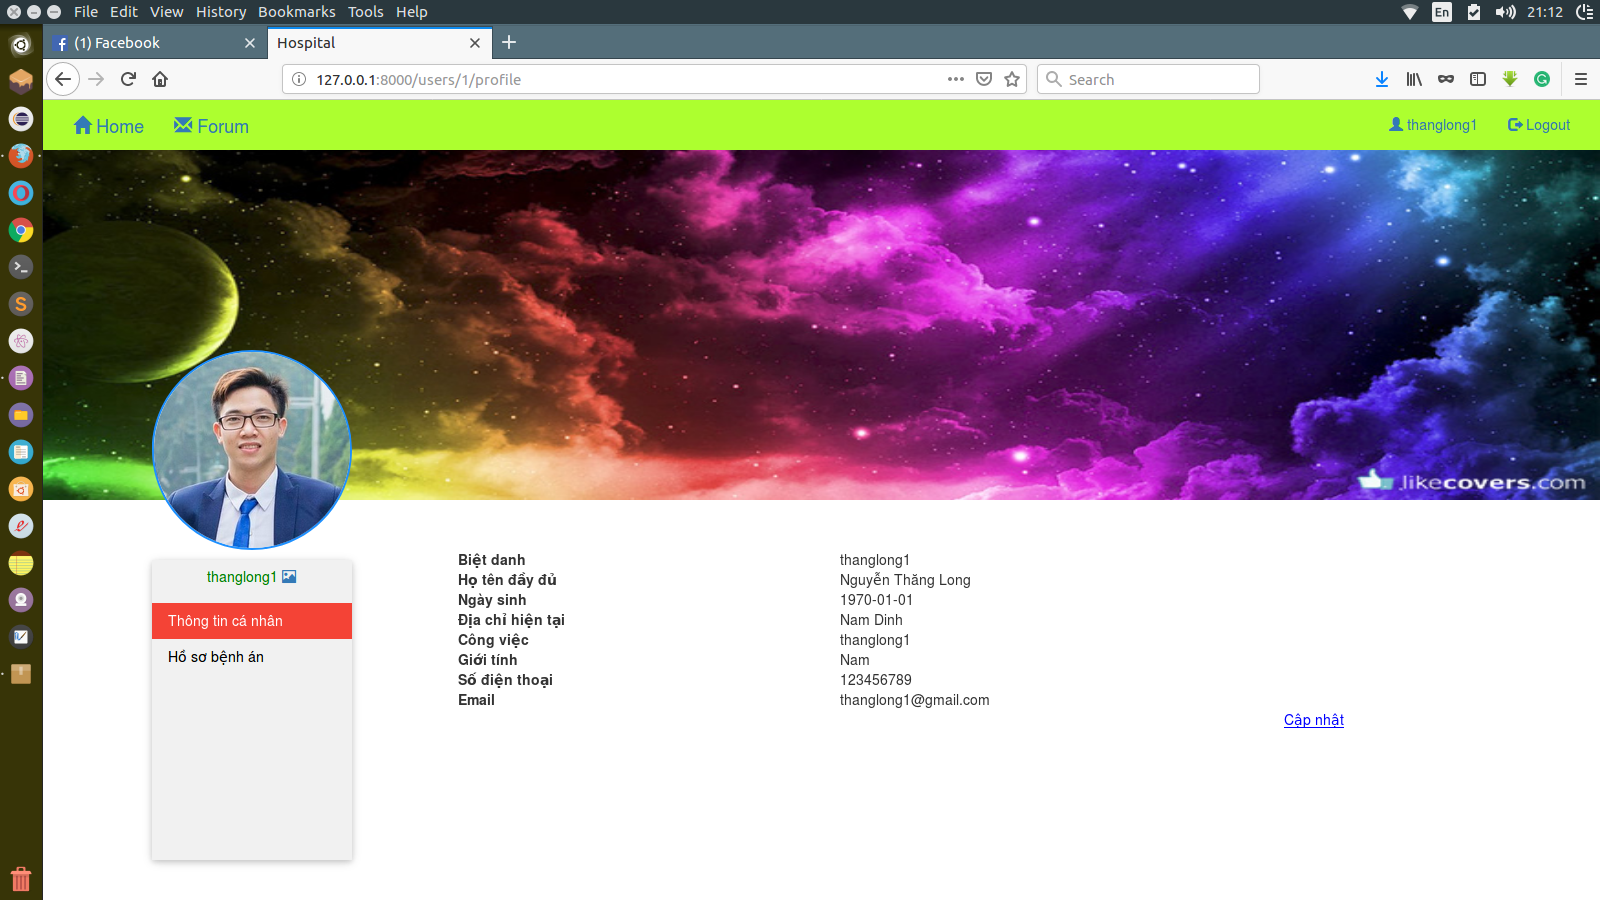 File Edit View History Bookmarks Tools Help
En 21:12
(1) Facebook
Hospital
127.0.0.1:8000/users/1/profile
Search
Home Forum thanglong1 Logout
.likecovers.com
thanglong1
Thông tin cá nhân
Hồ sơ bệnh án
Biệt danh thanglong1
Họ tên đầy đủ Nguyễn Thăng Long
Ngày sinh 1970-01-01
Địa chỉ hiện tại Nam Dinh
Công việc thanglong1
Giới tính Nam
Số điện thoại 123456789
Email thanglong1@gmail.com
Cập nhật